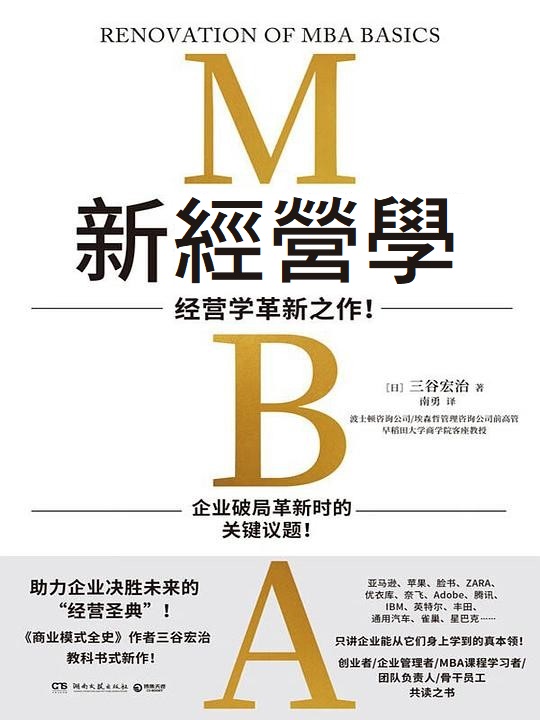 RENOVATION OF MBA BASICS
M
新經營學
经营学革新之作！
B
［日］三谷宏治 著
南勇 译
波士顿咨询公司/埃森哲管理咨询公司前高管
早稻田大学商学院客座教授
企业破局革新时的
关键议题！
A
助力企业决胜未来的
“经营圣典”！
《商业模式全史》作者三谷宏治
教科书式新作！
湖南文艺出版社
博集天卷
CS-BOOKY
亚马逊、苹果、脸书、ZARA、
优衣库、奈飞、Adobe、腾讯、
IBM、英特尔、丰田、
通用汽车、雀巢、星巴克……
只讲企业能从它们身上学到的真本领！
创业者/企业管理者/MBA课程学习者/
团队负责人/骨干员工
共读之书